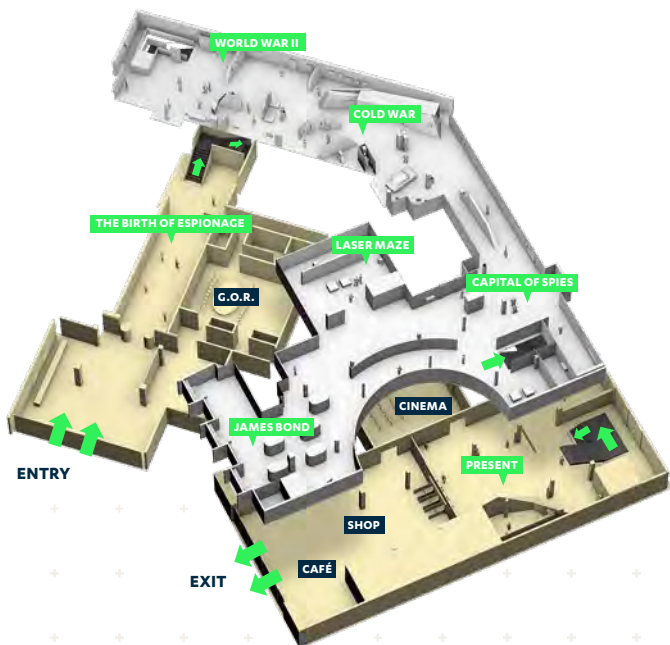 WORLD WAR II
COLD WAR
THE BIRTH OF ESPIONAGE
LASER MAZE
CAPITAL OF SPIES
G.O.R.
CINEMA
JAMES BOND
PRESENT
ENTRY
SHOP
CAFÉ
EXIT